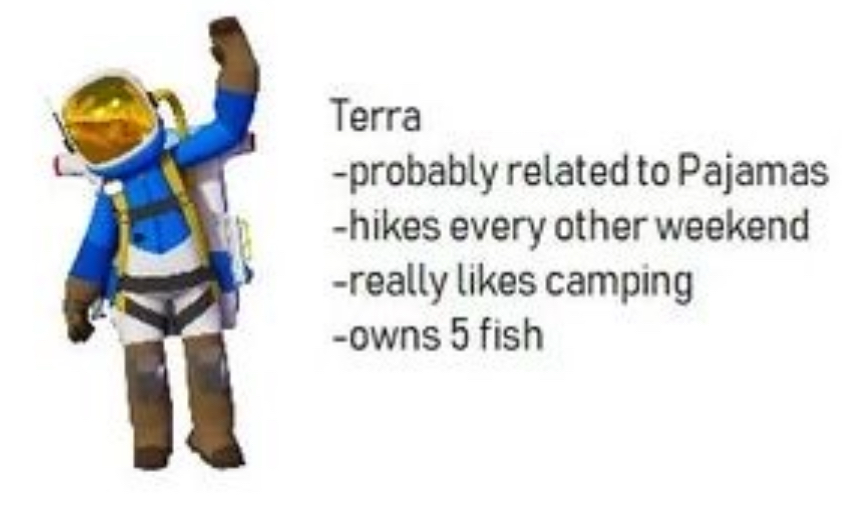 Terra
-probably related to Pajamas
-hikes every other weekend
-really likes camping
-owns 5 fish